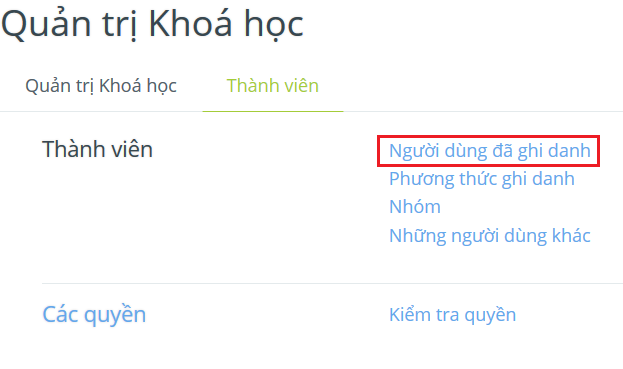 Quản trị Khoá học
Quản trị Khoá học Thành viên
Thành viên Người dùng đã ghi danh
Phương thức ghi danh
Nhóm
Những người dùng khác
Các quyền Kiểm tra quyền